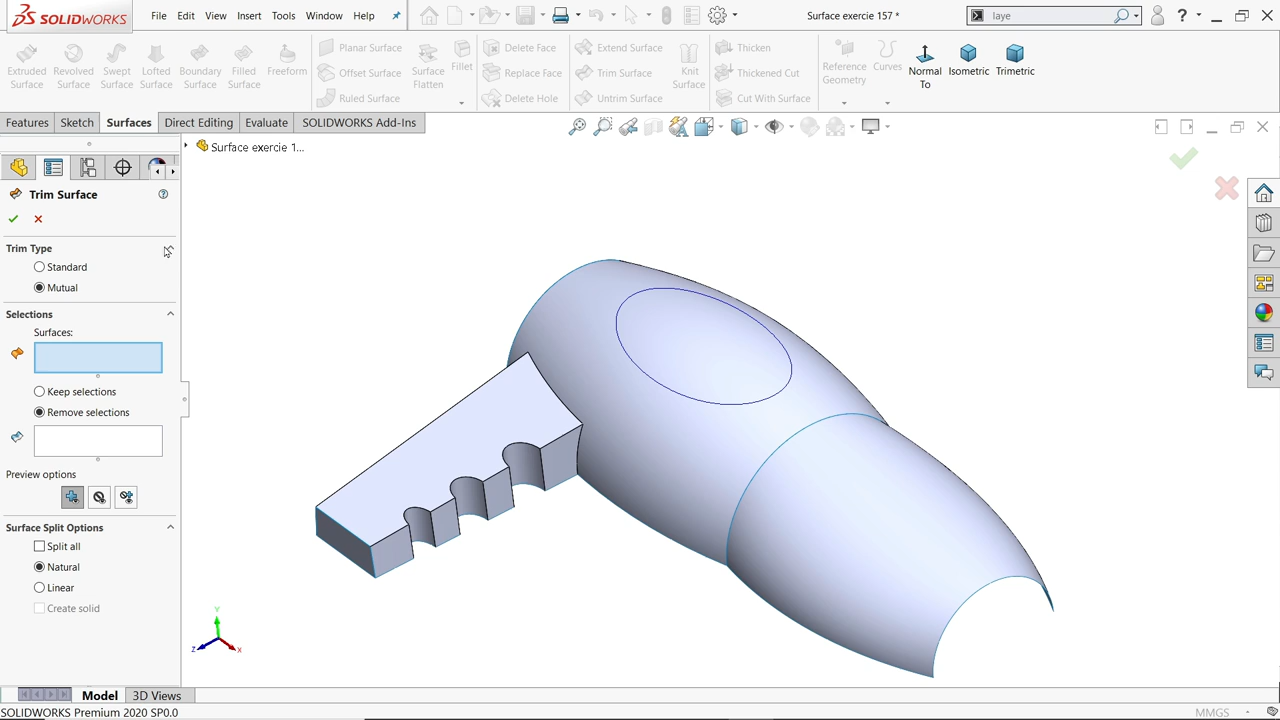 SOLIDWORKS
File Edit View Insert Tools Window Help
Surface exercie 157 *
laye
Extruded Surface
Revolved Surface
Swept Surface
Lofted Surface
Boundary Surface
Filled Surface
Freeform
Planar Surface
Offset Surface
Ruled Surface
Surface Flatten
Fillet
Delete Face
Replace Face
Delete Hole
Extend Surface
Trim Surface
Untrim Surface
Knit Surface
Thicken
Thickened Cut
Cut With Surface
Reference Geometry
Curves
Normal To
Isometric
Trimetric
Features Sketch Surfaces Direct Editing Evaluate SOLIDWORKS Add-Ins
Surface exercie 1...
Trim Surface
Trim Type
Standard
Mutual
Selections
Surfaces:
Keep selections
Remove selections
Preview options
Surface Split Options
Split all
Natural
Linear
Create solid
Y
Z
X
Model 3D Views
SOLIDWORKS Premium 2020 SP0.0
MMGS